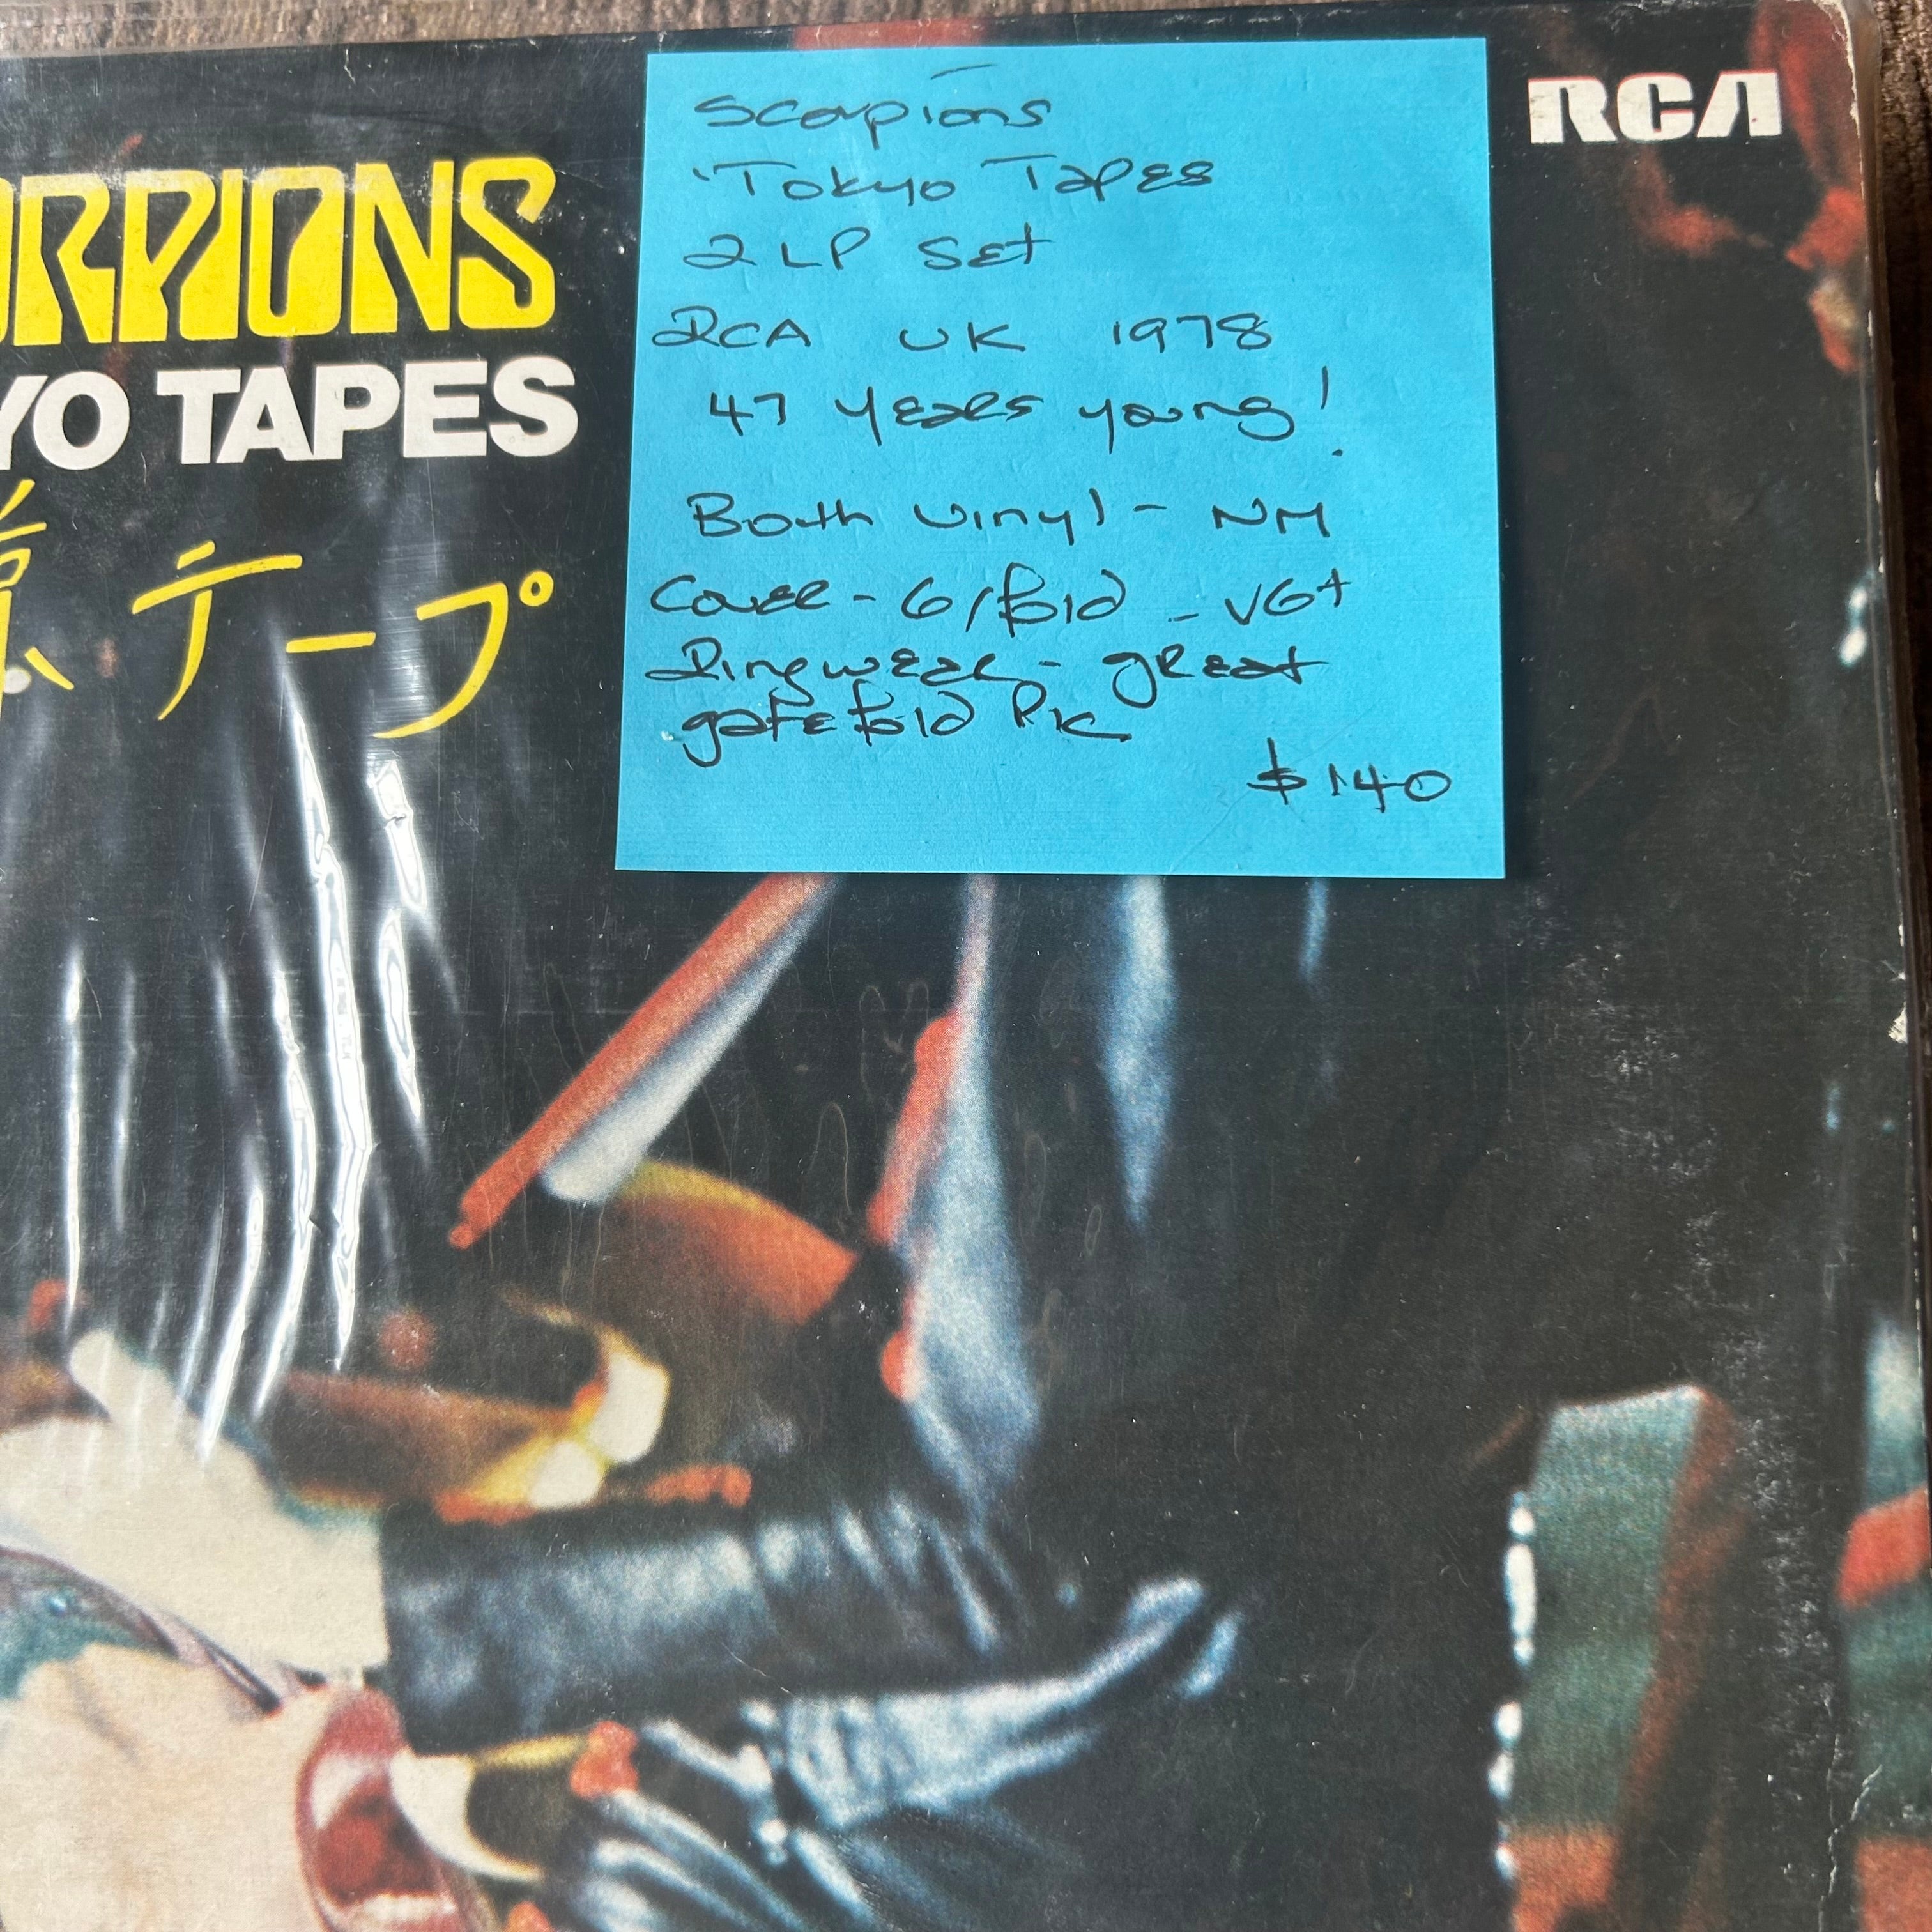 RCA
ORPIONS
YO TAPES
テープ
Scorpions
'Tokyo Tapes
2 LP Set
RCA UK 1978
47 years young!
Both Vinyl - NM
Cover - G/fold - VG+
Ringwear - great
gatefold Pic
$140